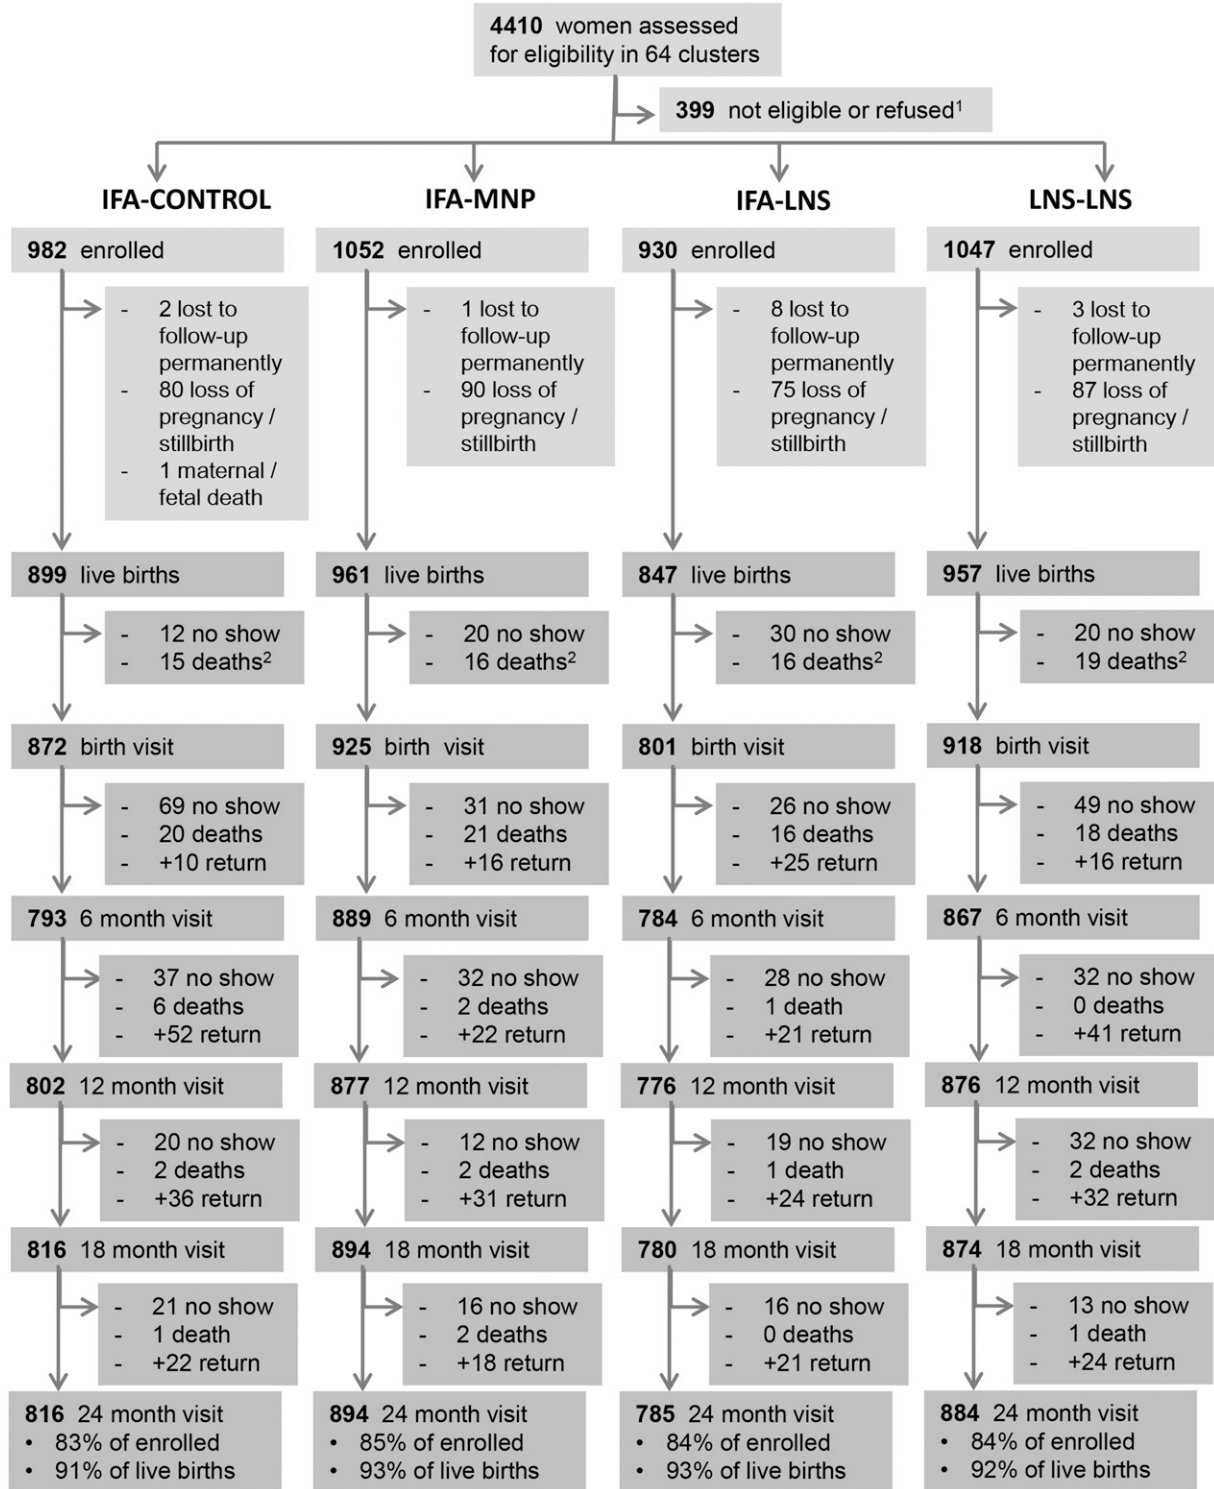 4410 women assessed
for eligibility in 64 clusters
399 not eligible or refused¹
IFA-CONTROL
IFA-MNP
IFA-LNS
LNS-LNS
982 enrolled
1052 enrolled
930 enrolled
1047 enrolled
- 2 lost to
follow-up
permanently
- 80 loss of
pregnancy /
stillbirth
- 1 maternal /
fetal death
- 1 lost to
follow-up
permanently
- 90 loss of
pregnancy /
stillbirth
- 8 lost to
follow-up
permanently
- 75 loss of
pregnancy /
stillbirth
- 3 lost to
follow-up
permanently
- 87 loss of
pregnancy /
stillbirth
899 live births
961 live births
847 live births
957 live births
- 12 no show
- 15 deaths²
- 20 no show
- 16 deaths²
- 30 no show
- 16 deaths²
- 20 no show
- 19 deaths²
872 birth visit
925 birth visit
801 birth visit
918 birth visit
- 69 no show
- 20 deaths
- +10 return
- 31 no show
- 21 deaths
- +16 return
- 26 no show
- 16 deaths
- +25 return
- 49 no show
- 18 deaths
- +16 return
793 6 month visit
889 6 month visit
784 6 month visit
867 6 month visit
- 37 no show
- 6 deaths
- +52 return
- 32 no show
- 2 deaths
- +22 return
- 28 no show
- 1 death
- +21 return
- 32 no show
- 0 deaths
- +41 return
802 12 month visit
877 12 month visit
776 12 month visit
876 12 month visit
- 20 no show
- 2 deaths
- +36 return
- 12 no show
- 2 deaths
- +31 return
- 19 no show
- 1 death
- +24 return
- 32 no show
- 2 deaths
- +32 return
816 18 month visit
894 18 month visit
780 18 month visit
874 18 month visit
- 21 no show
- 1 death
- +22 return
- 16 no show
- 2 deaths
- +18 return
- 16 no show
- 0 deaths
- +21 return
- 13 no show
- 1 death
- +24 return
816 24 month visit
• 83% of enrolled
• 91% of live births
894 24 month visit
• 85% of enrolled
• 93% of live births
785 24 month visit
• 84% of enrolled
• 93% of live births
884 24 month visit
• 84% of enrolled
• 92% of live births